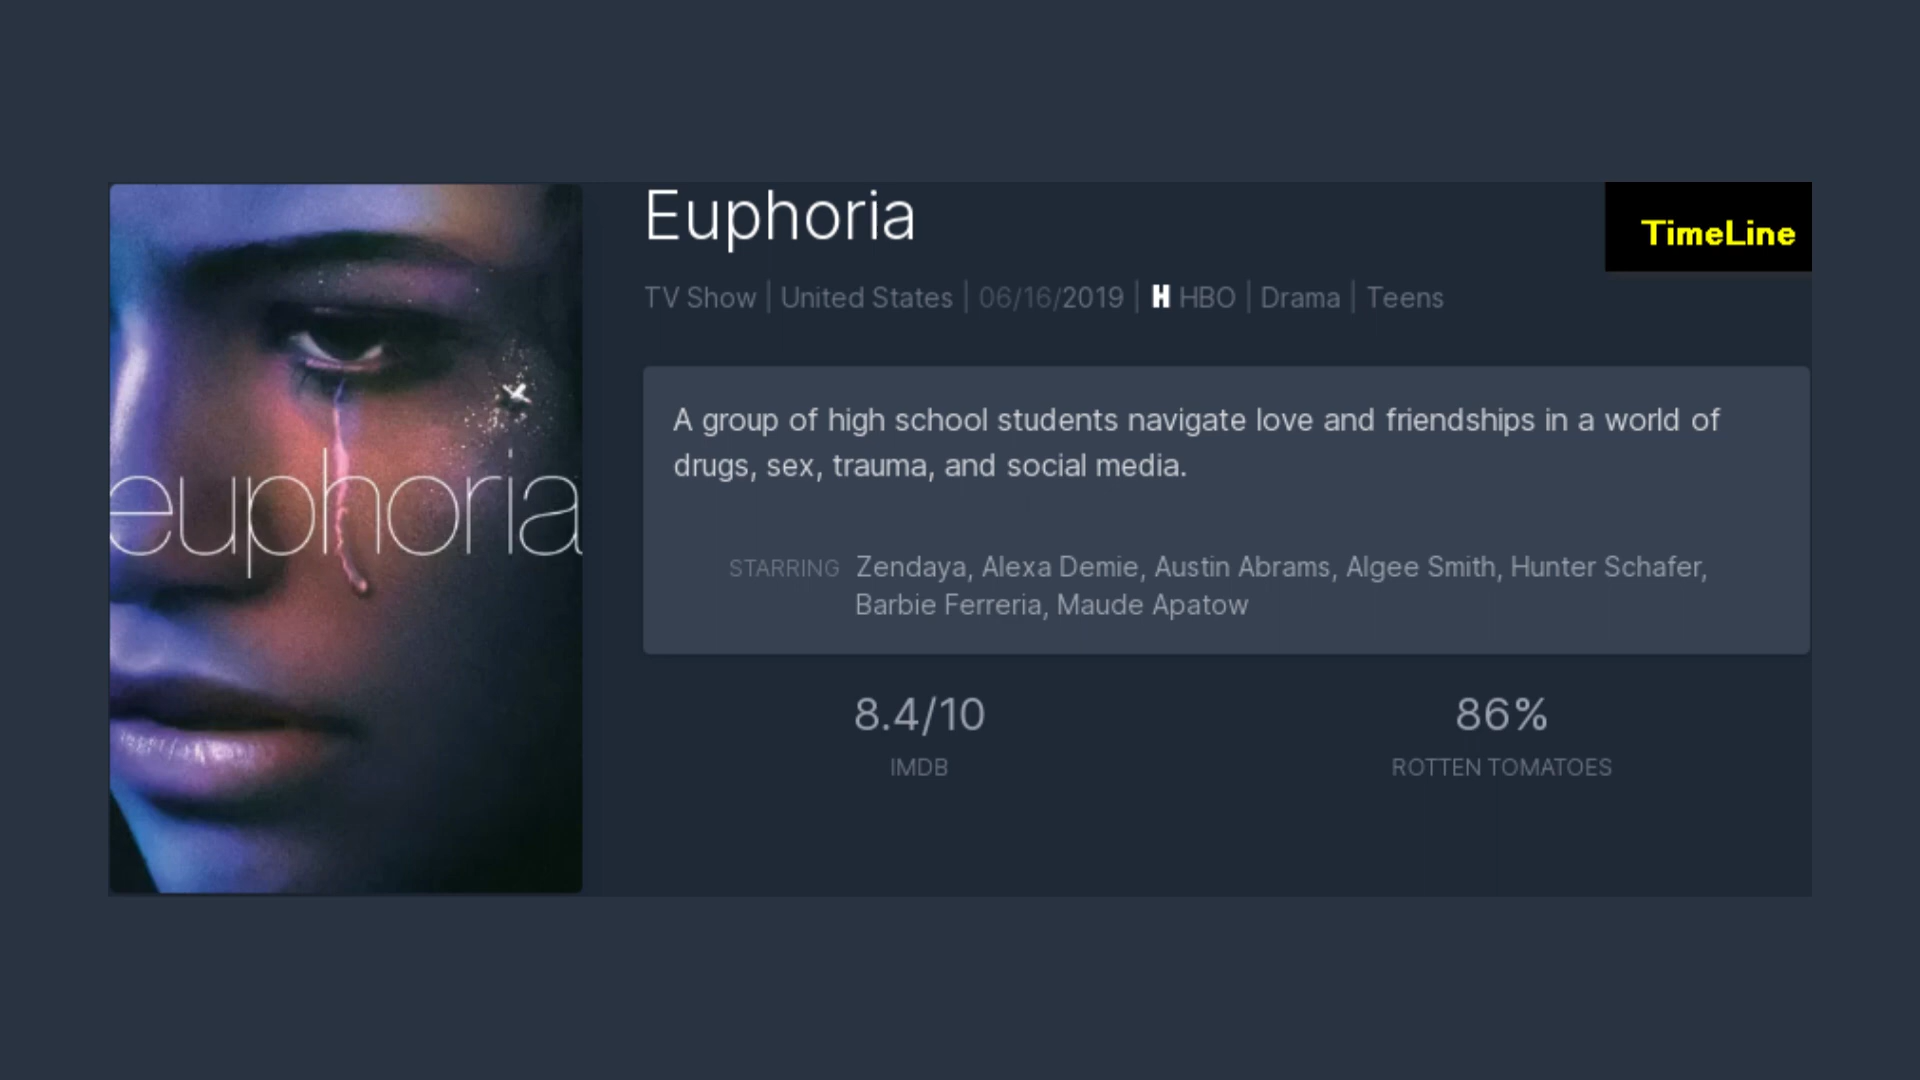 Euphoria
TimeLine
TV Show | United States | 06/16/2019 | H HBO | Drama | Teens
A group of high school students navigate love and friendships in a world of
drugs, sex, trauma, and social media.
euphoria
STARRING Zendaya, Alexa Demie, Austin Abrams, Algee Smith, Hunter Schafer,
Barbie Ferreria, Maude Apatow
8.4/10 86%
IMDB ROTTEN TOMATOES